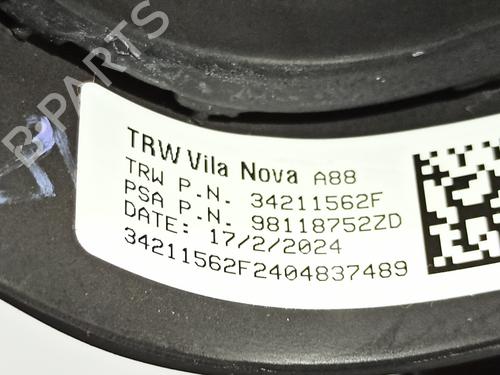 B-PARTS
TRW Vila Nova A88
TRW P.N. 34211562F
PSA P.N. 98118752ZD
DATE: 17/2/2024
34211562F2404837489